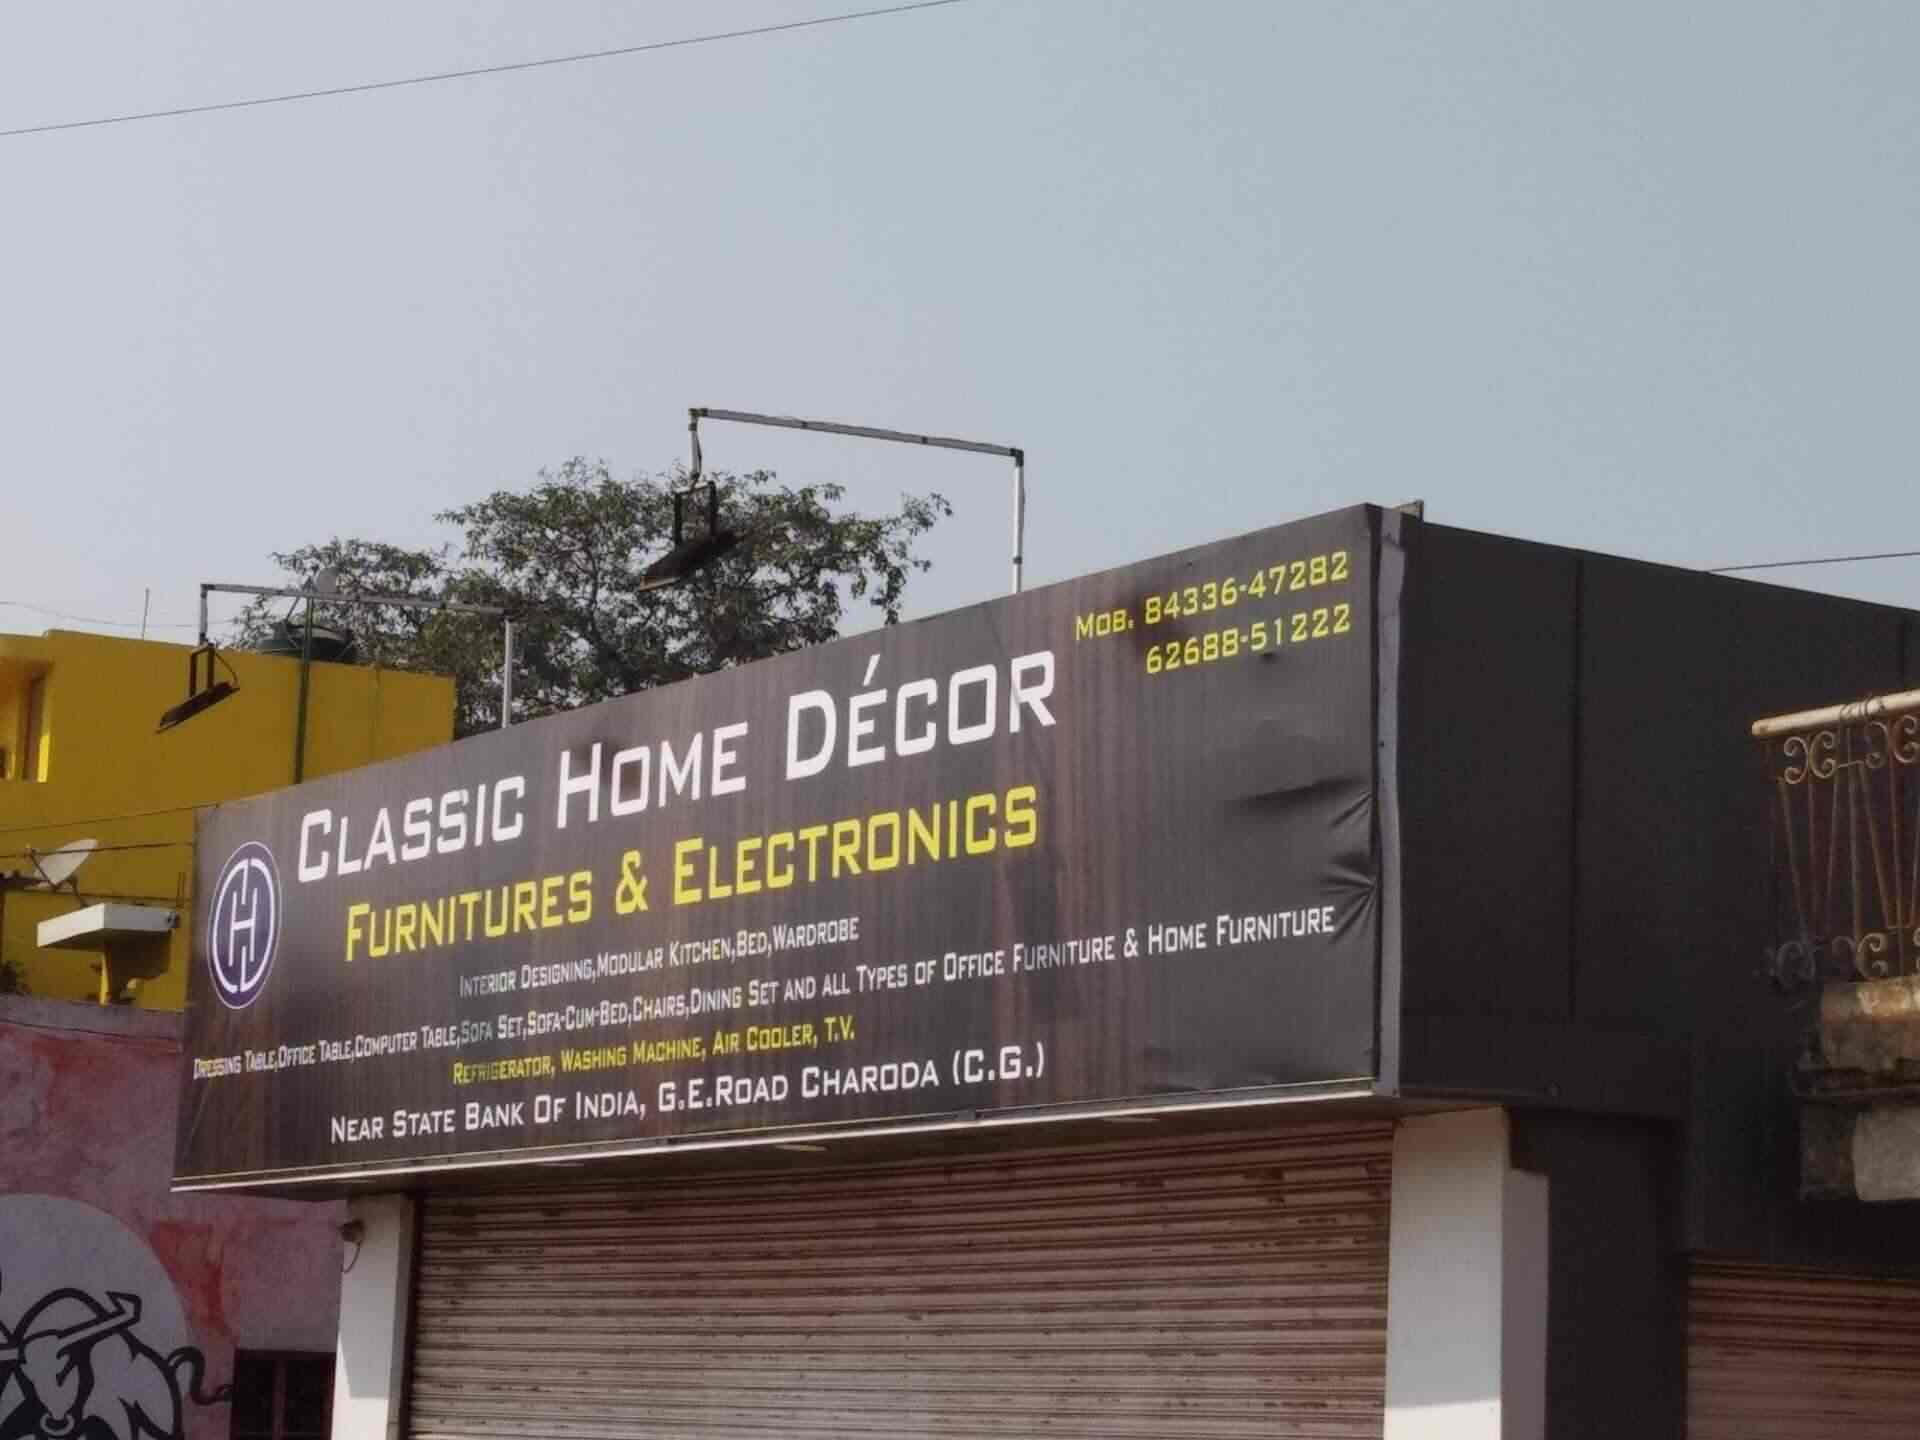 Mob. 84336-47282
62688-51222
Classic Home Décor
Furnitures & Electronics
Interior Designing,Modular Kitchen,Bed,Wardrobe
Dressing Table,Office Table,Computer Table,Sofa Set,Sofa-Cum-Bed,Chairs,Dining Set and all Types of Office Furniture & Home Furniture
Refrigerator, Washing Machine, Air Cooler, T.V.
Near State Bank Of India, G.E.Road Charoda (C.G.)